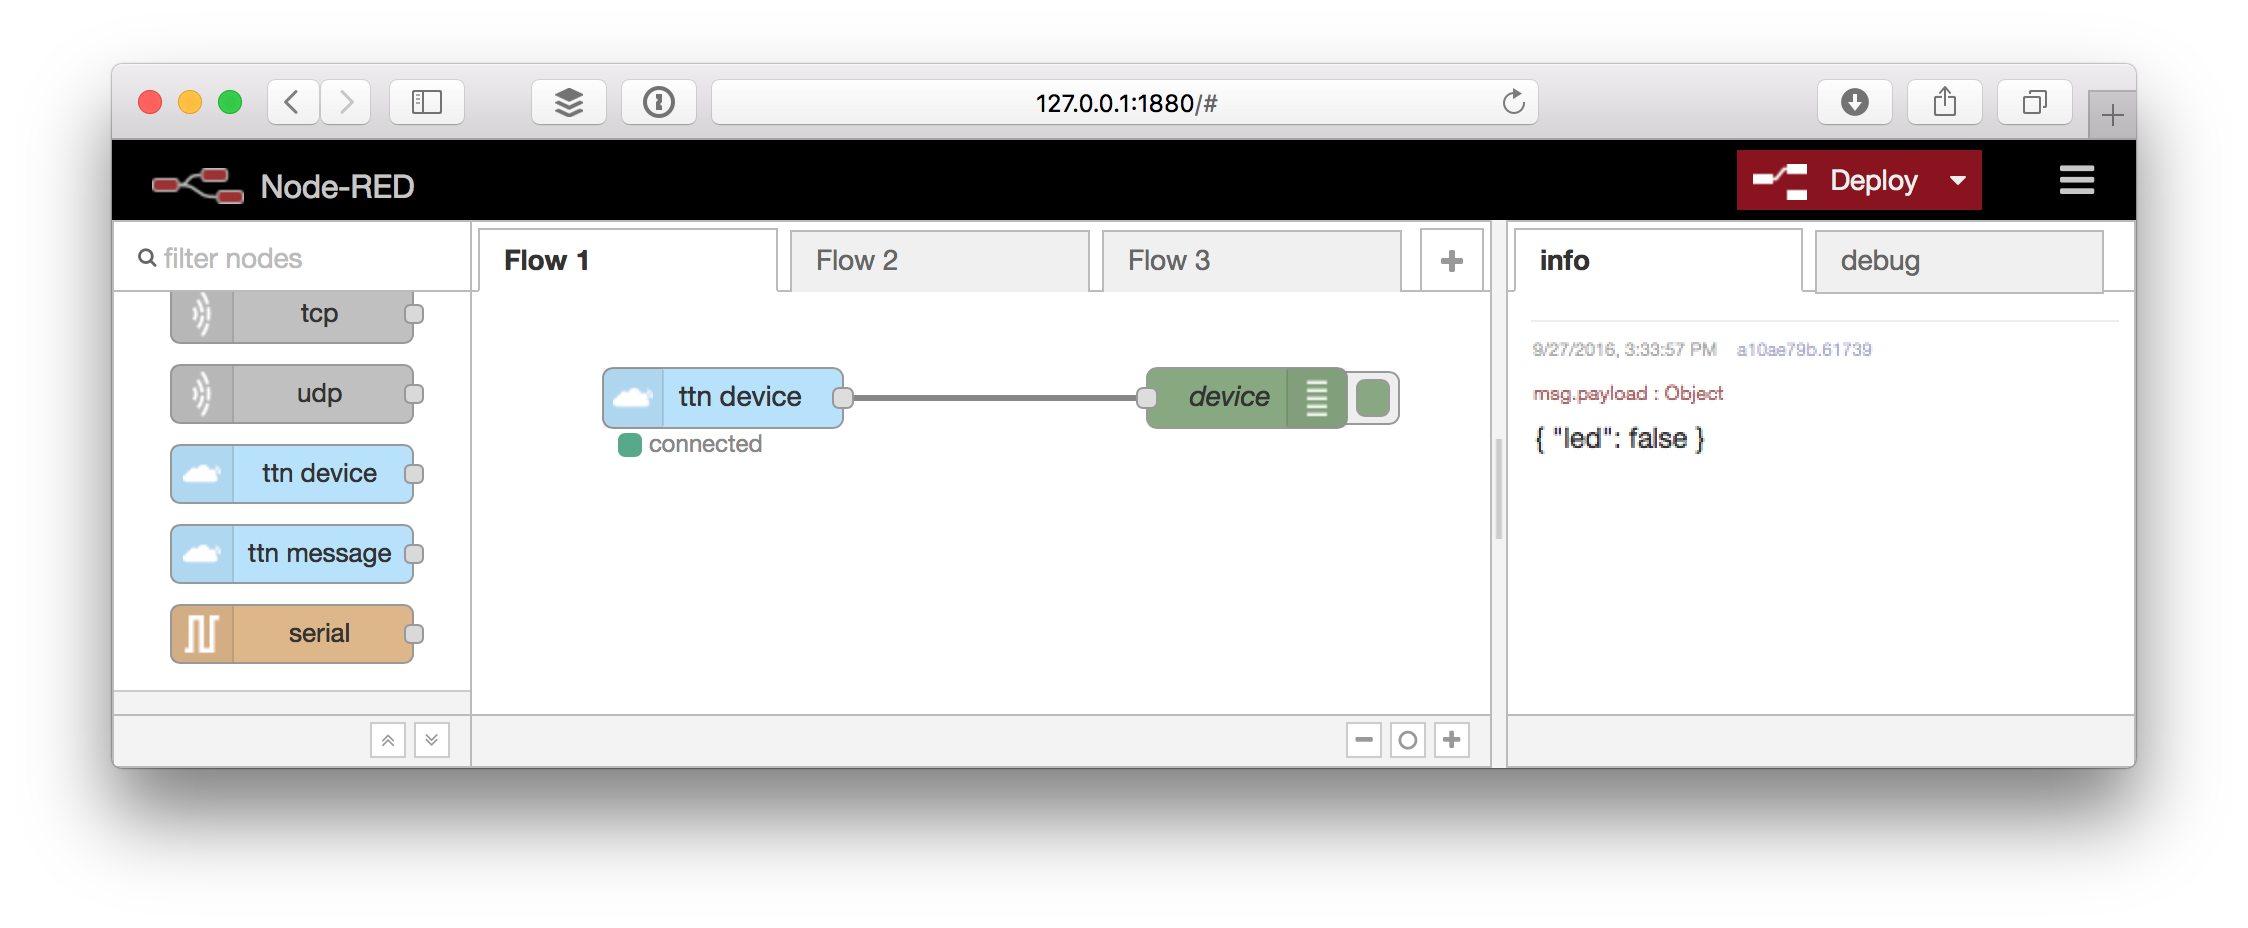 127.0.0.1:1880/#
Node-RED
Deploy
filter nodes
Flow 1
Flow 2
Flow 3
info
debug
tcp
udp
ttn device
ttn message
serial
ttn device
connected
device
9/27/2016, 3:33:57 PM a10ae79b.61739
msg.payload : Object
{ "led": false }